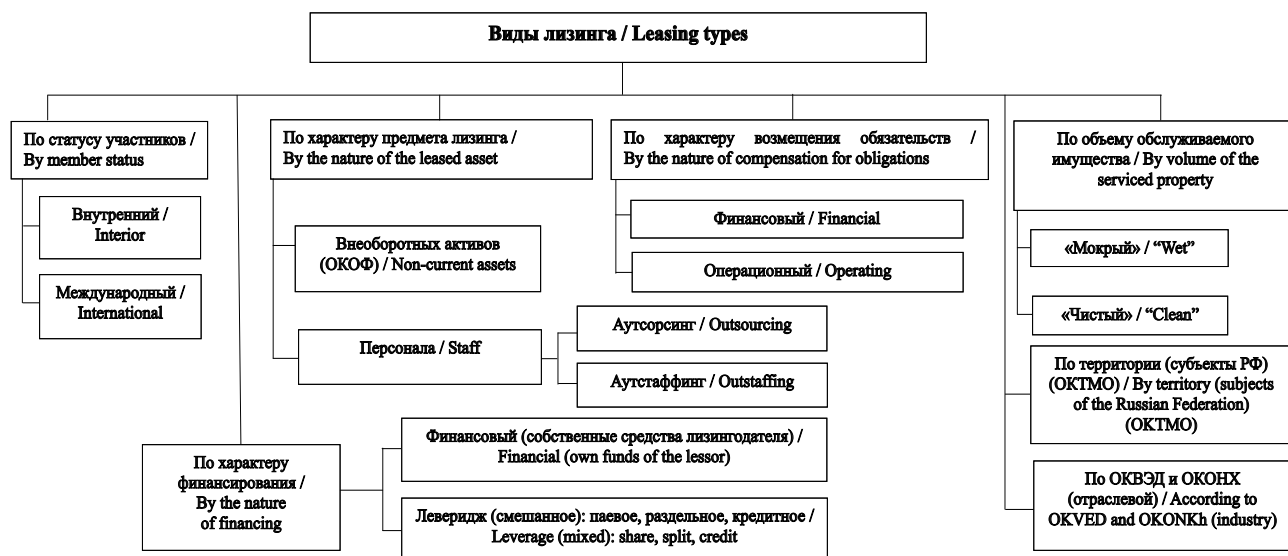 Виды лизинга / Leasing types
По статусу участников /
By member status
Внутренний /
Interior
Международный /
International
По характеру предмета лизинга /
By the nature of the leased asset
Внеоборотных активов
(ОКОФ) / Non-current assets
Персонала / Staff
Аутсорсинг / Outsourcing
Аутстаффинг / Outstaffing
По характеру возмещения обязательств /
By the nature of compensation for obligations
Финансовый / Financial
Операционный / Operating
По объему обслуживаемого
имущества / By volume of the
serviced property
«Мокрый» / “Wet”
«Чистый» / “Clean”
По территории (субъекты РФ)
(ОКТМО) / By territory (subjects
of the Russian Federation)
(OKTMO)
По ОКВЭД и ОКОНХ
(отраслевой) / According to
OKVED and OKONKh (industry)
По характеру
финансирования /
By the nature
of financing
Финансовый (собственные средства лизингодателя) /
Financial (own funds of the lessor)
Леверидж (смешанное): паевое, раздельное, кредитное /
Leverage (mixed): share, split, credit